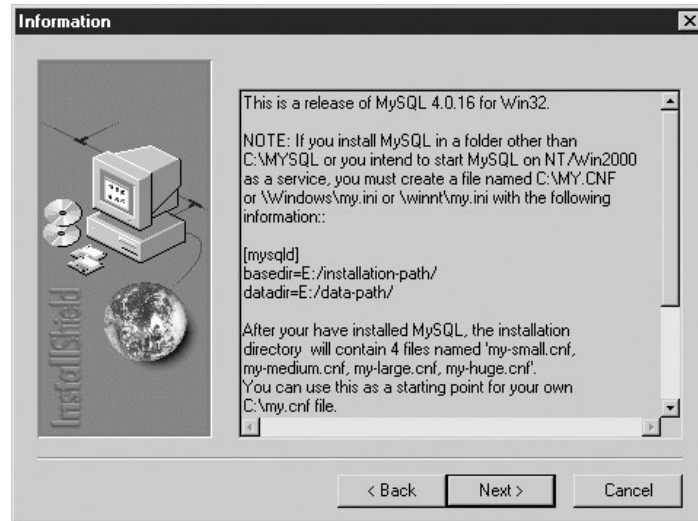 Information
InstallShield
This is a release of MySQL 4.0.16 for Win32.
NOTE: If you install MySQL in a folder other than
C:\MYSQL or you intend to start MySQL on NT/Win2000
as a service, you must create a file named C:\MY.CNF
or \Windows\my.ini or \winnt\my.ini with the following
information::
[mysqld]
basedir=E:/installation-path/
datadir=E:/data-path/
After your have installed MySQL, the installation
directory  will contain 4 files named 'my-small.cnf,
my-medium.cnf, my-large.cnf, my-huge.cnf'.
You can use this as a starting point for your own
C:\my.cnf file.
< Back
Next >
Cancel